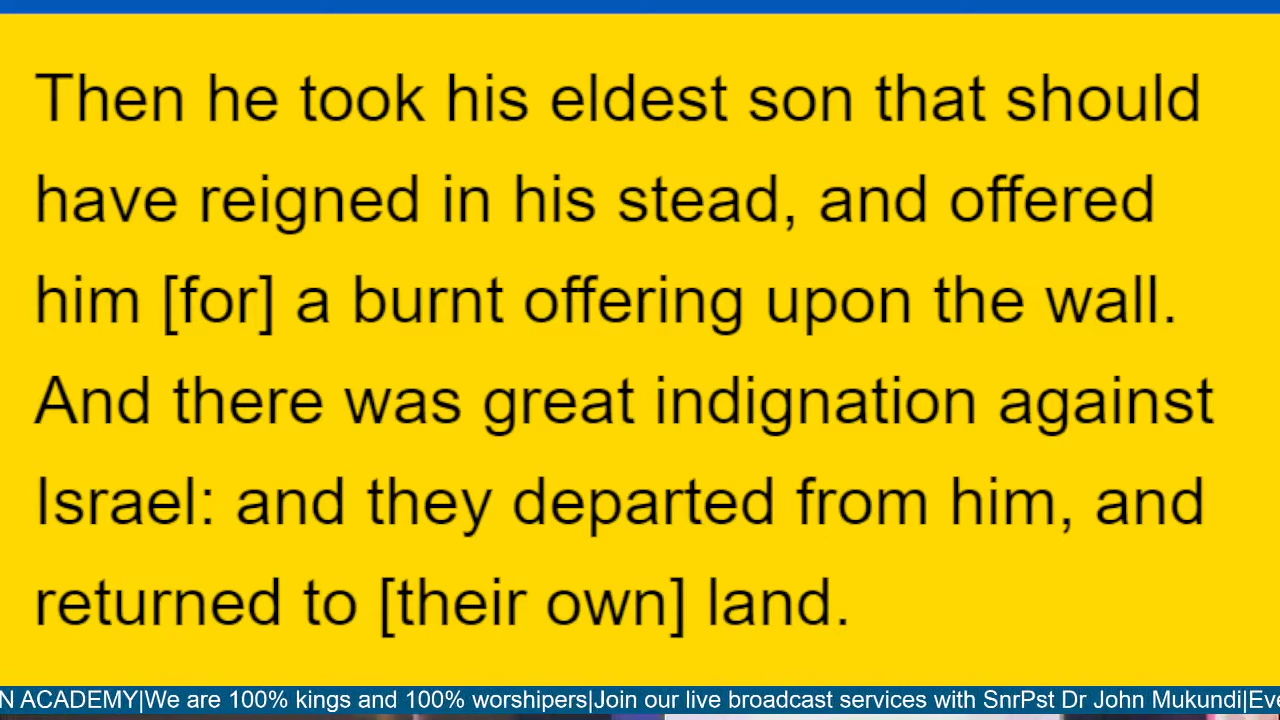 Then he took his eldest son that should
have reigned in his stead, and offered
him [for] a burnt offering upon the wall.
And there was great indignation against
Israel: and they departed from him, and
returned to [their own] land.
N ACADEMY|We are 100% kings and 100% worshipers|Join our live broadcast services with SnrPst Dr John Mukundi|Eve